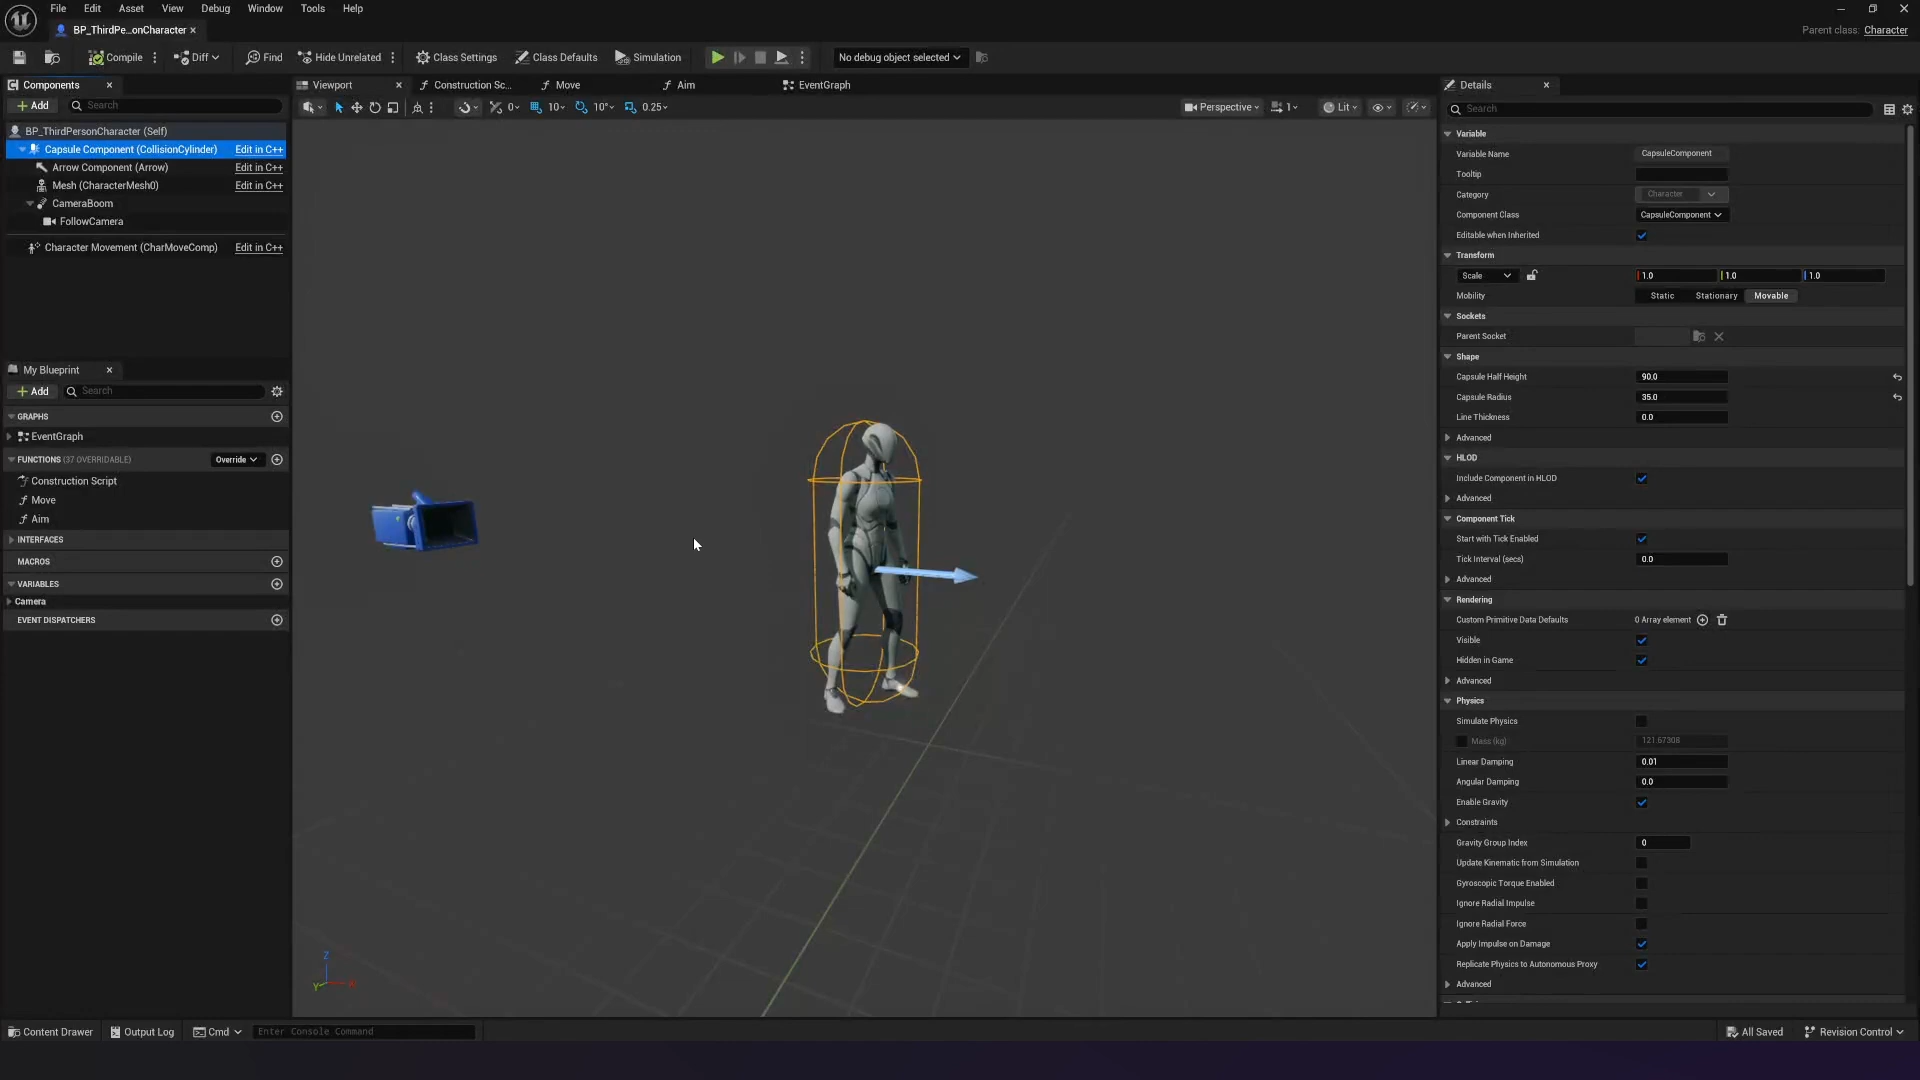 File Edit Asset View Debug Window Tools Help
BP_ThirdPe...onCharacter
Parent class: Character
Compile Diff Find Hide Unrelated Class Settings Class Defaults Simulation No debug object selected
Components
Add Search
BP_ThirdPersonCharacter (Self)
Capsule Component (CollisionCylinder) Edit in C++
Arrow Component (Arrow) Edit in C++
Mesh (CharacterMesh0) Edit in C++
CameraBoom
FollowCamera
Character Movement (CharMoveComp) Edit in C++
My Blueprint
Add Search
GRAPHS
EventGraph
FUNCTIONS (37 OVERRIDABLE) Override
Construction Script
Move
Aim
INTERFACES
MACROS
VARIABLES
Camera
EVENT DISPATCHERS
Viewport Construction Sc... Move Aim EventGraph
0 10 10° 0.25 Perspective 1 Lit
Z
Y
Details
Search
Variable
Variable Name CapsuleComponent
Tooltip
Category Character
Component Class CapsuleComponent
Editable when Inherited
Transform
Scale 1.0 1.0 1.0
Mobility Static Stationary Movable
Sockets
Parent Socket
Shape
Capsule Half Height 90.0
Capsule Radius 35.0
Line Thickness 0.0
Advanced
HLOD
Include Component in HLOD
Advanced
Component Tick
Start with Tick Enabled
Tick Interval (secs) 0.0
Advanced
Rendering
Custom Primitive Data Defaults 0 Array element
Visible
Hidden in Game
Advanced
Physics
Simulate Physics
Mass (kg) 121.67308
Linear Damping 0.01
Angular Damping 0.0
Enable Gravity
Constraints
Gravity Group Index 0
Update Kinematic from Simulation
Gyroscopic Torque Enabled
Ignore Radial Impulse
Ignore Radial Force
Apply Impulse on Damage
Replicate Physics to Autonomous Proxy
Advanced
Content Drawer Output Log Cmd Enter Console Command All Saved Revision Control